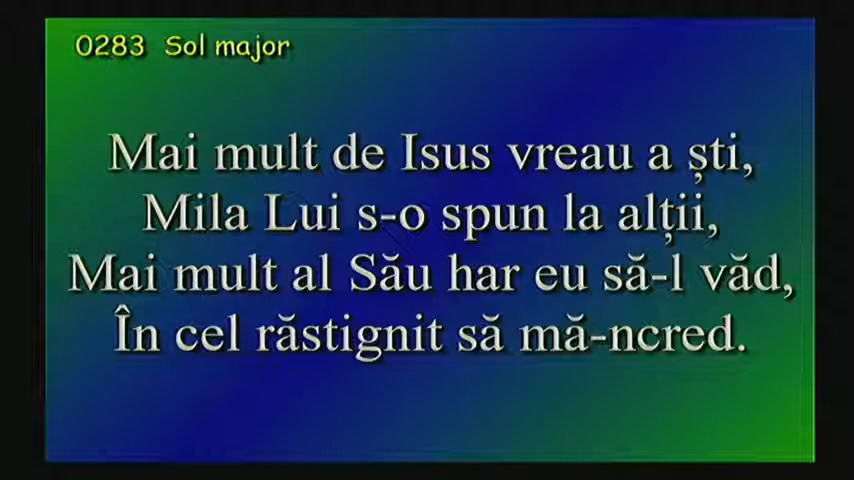 0283 Sol major
Mai mult de Isus vreau a ști,
Mila Lui s-o spun la alții,
Mai mult al Său har eu să-l văd,
În cel răstignit să mă-ncred.